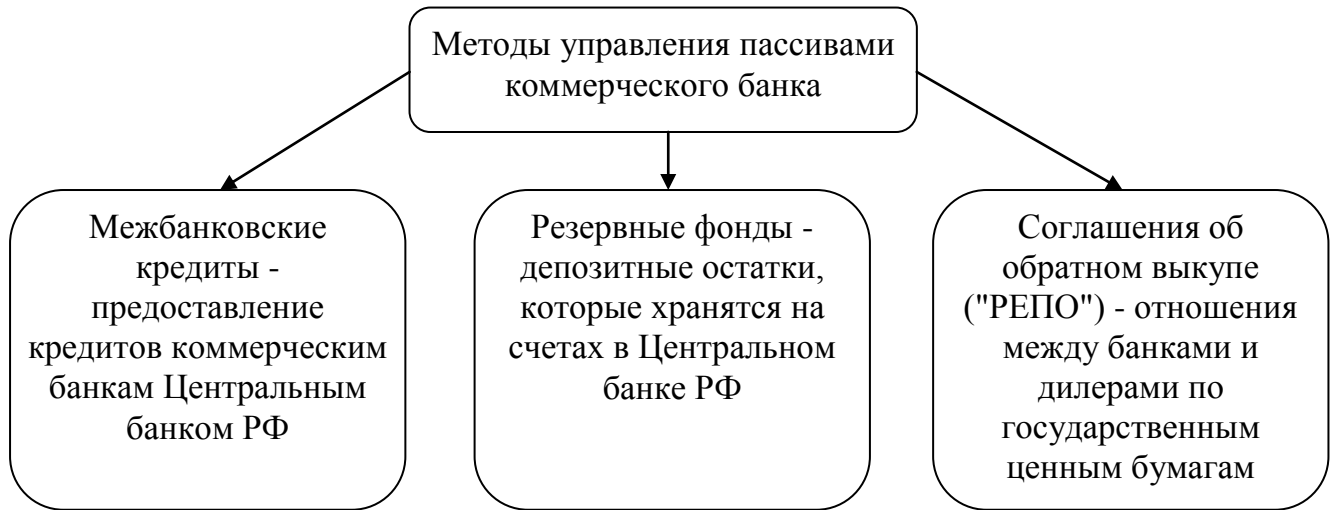 Методы управления пассивами
коммерческого банка
Межбанковские
кредиты -
предоставление
кредитов коммерческим
банкам Центральным
банком РФ
Резервные фонды -
депозитные остатки,
которые хранятся на
счетах в Центральном
банке РФ
Соглашения об
обратном выкупе
("РЕПО") - отношения
между банками и
дилерами по
государственным
ценным бумагам